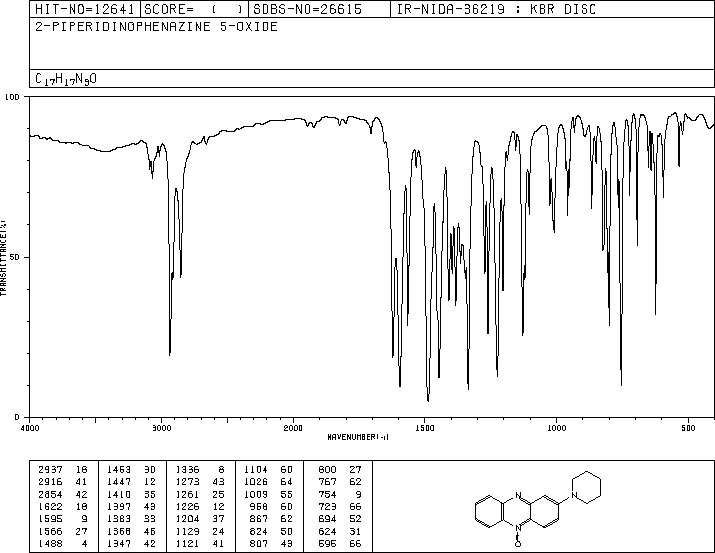 HIT-NO=12641 SCORE= ( ) SDBS-NO=26615 IR-NIDA-36219 : KBR DISC
2-PIPERIDINOPHENAZINE 5-OXIDE
C17H17N3O
100
50
0
TRANSMITTANCE(%)
4000 3000 2000 1500 1000 500
WAVENUMBER(-1)
2937 18 1463 30 1336 8 1104 60 800 27
2916 41 1447 12 1273 43 1026 64 767 62
2854 42 1410 35 1261 25 1009 55 754 9
1622 18 1397 43 1226 12 958 60 723 66
1595 9 1383 33 1204 37 867 62 694 52
1566 27 1368 46 1129 24 824 50 624 31
1488 4 1347 42 1121 41 807 49 596 66
N
N
N
O